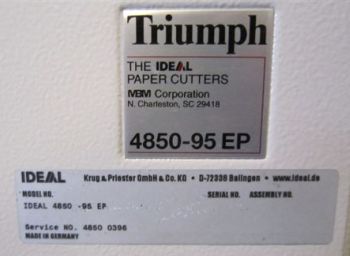 Triumph
THE IDEAL
PAPER CUTTERS
MBM Corporation
N. Charleston, SC 29418
4850-95 EP
IDEAL Krug & Priester GmbH & Co. KG • D-72336 Balingen • www.ideal.de
MODEL NO. SERIAL NO. ASSEMBLY NO.
IDEAL 4850 -95 EP
Service NO. 4850 0396
MADE IN GERMANY